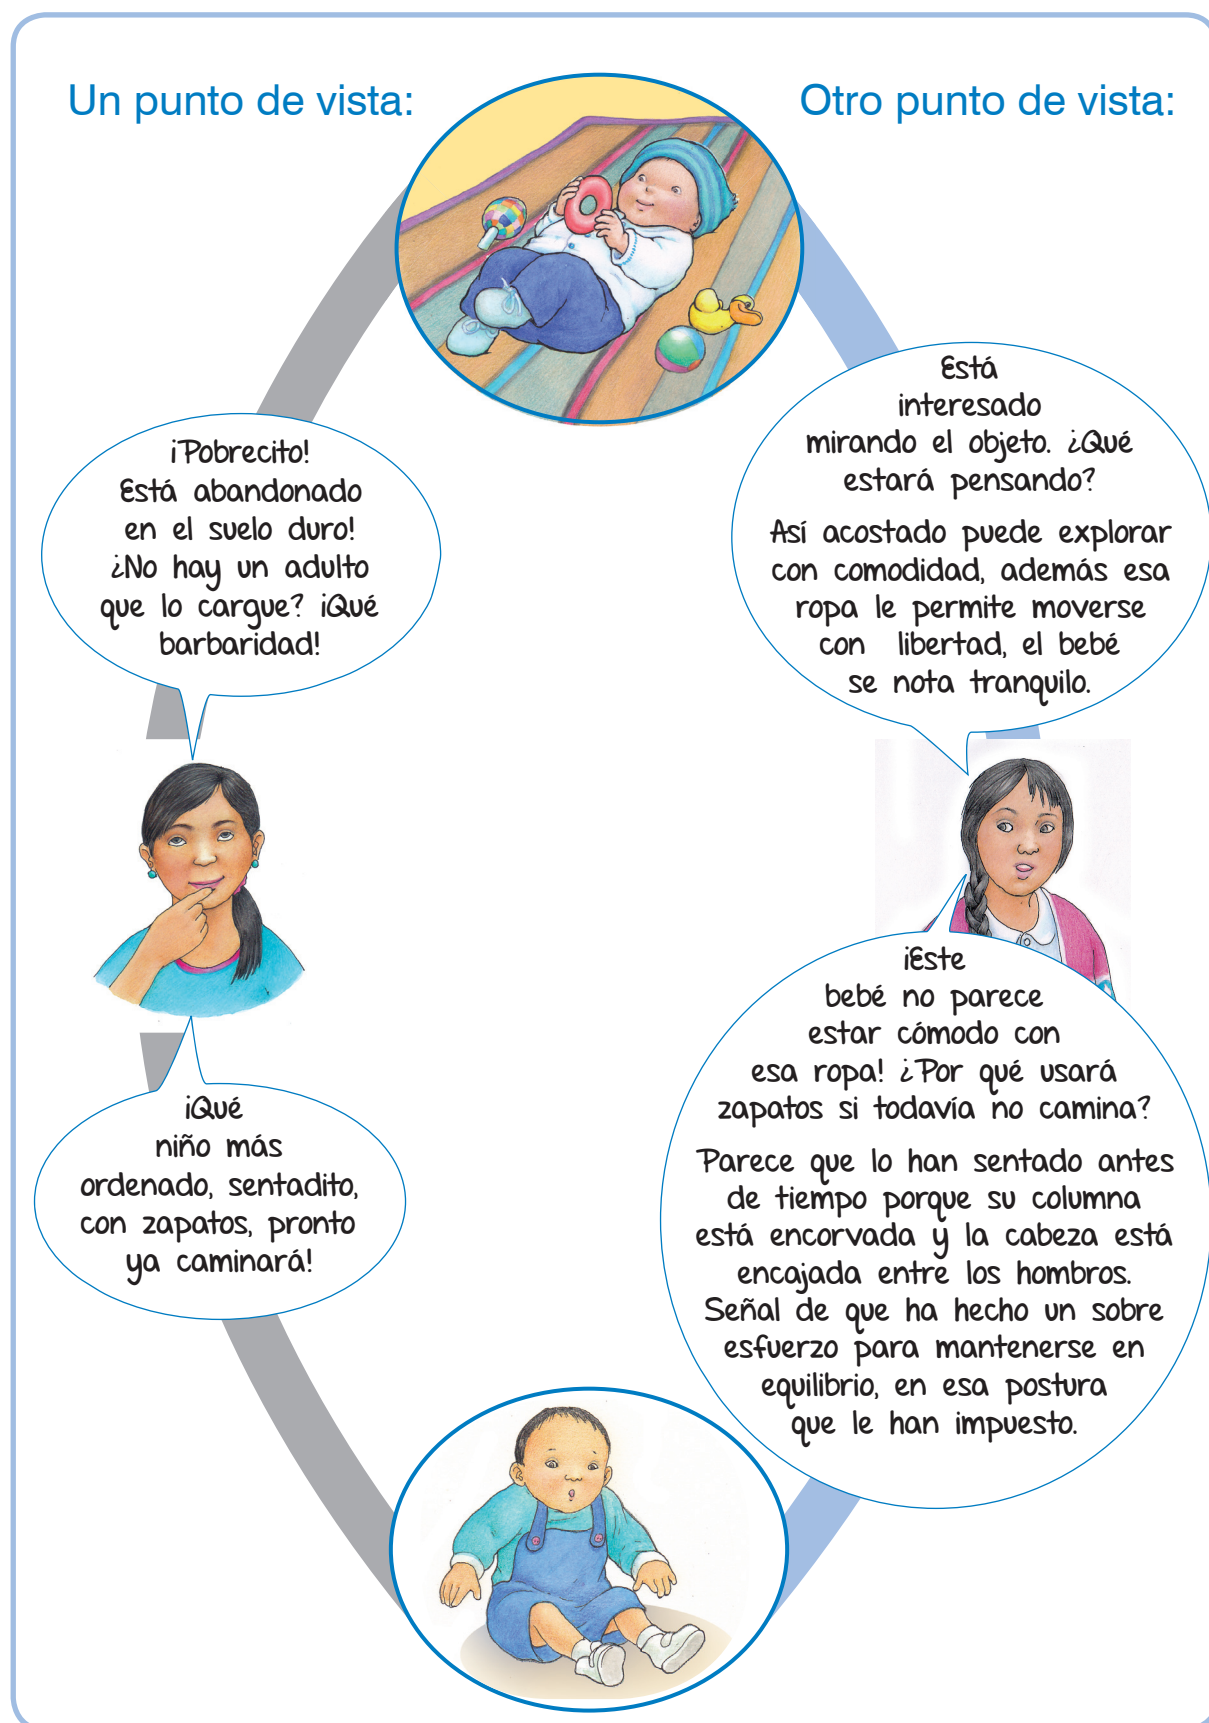 Un punto de vista:
Otro punto de vista:
¡Pobrecito!
Está abandonado
en el suelo duro!
¿No hay un adulto
que lo cargue? ¡Qué
barbaridad!
Está
interesado
mirando el objeto. ¿Qué
estará pensando?
Así acostado puede explorar
con comodidad, además esa
ropa le permite moverse
con libertad, el bebé
se nota tranquilo.
¡Qué
niño más
ordenado, sentadito,
con zapatos, pronto
ya caminará!
¡Este
bebé no parece
estar cómodo con
esa ropa! ¿Por qué usará
zapatos si todavía no camina?
Parece que lo han sentado antes
de tiempo porque su columna
está encorvada y la cabeza está
encajada entre los hombros.
Señal de que ha hecho un sobre
esfuerzo para mantenerse en
equilibrio, en esa postura
que le han impuesto.